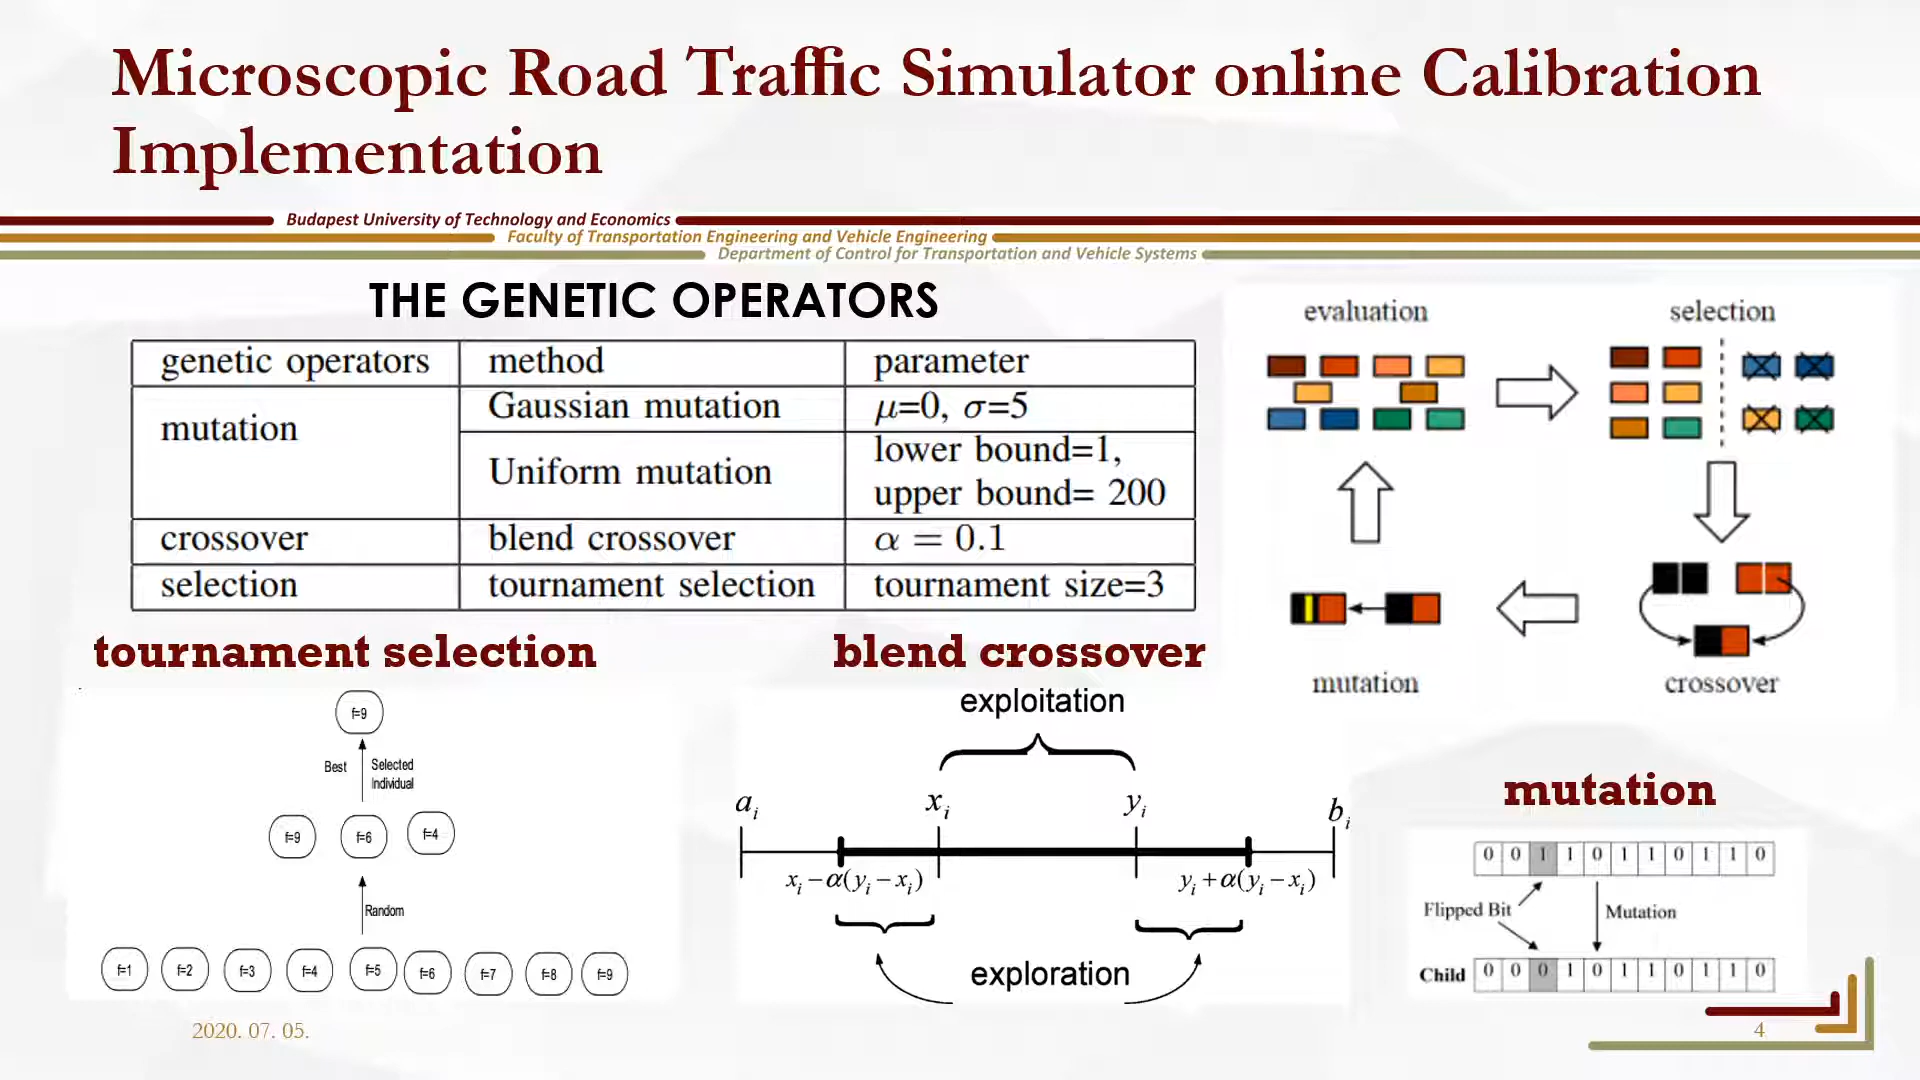 Microscopic Road Traffic Simulator online Calibration
Implementation
Budapest University of Technology and Economics
Faculty of Transportation Engineering and Vehicle Engineering
Department of Control for Transportation and Vehicle Systems
THE GENETIC OPERATORS
genetic operators method parameter
mutation Gaussian mutation μ=0, σ=5
Uniform mutation lower bound=1,
upper bound= 200
crossover blend crossover α = 0.1
selection tournament selection tournament size=3
evaluation selection
mutation crossover
tournament selection
f=9
Best Selected
Individual
f=9 f=6 f=4
Random
f=1 f=2 f=3 f=4 f=5 f=6 f=7 f=8 f=9
blend crossover
exploitation
a_i x_i y_i b_i
x_i − α(y_i − x_i) y_i + α(y_i − x_i)
exploration
mutation
0 0 1 1 0 1 1 0 1 1 0
Flipped Bit Mutation
Child 0 0 0 1 0 1 1 0 1 1 0
2020. 07. 05.
4